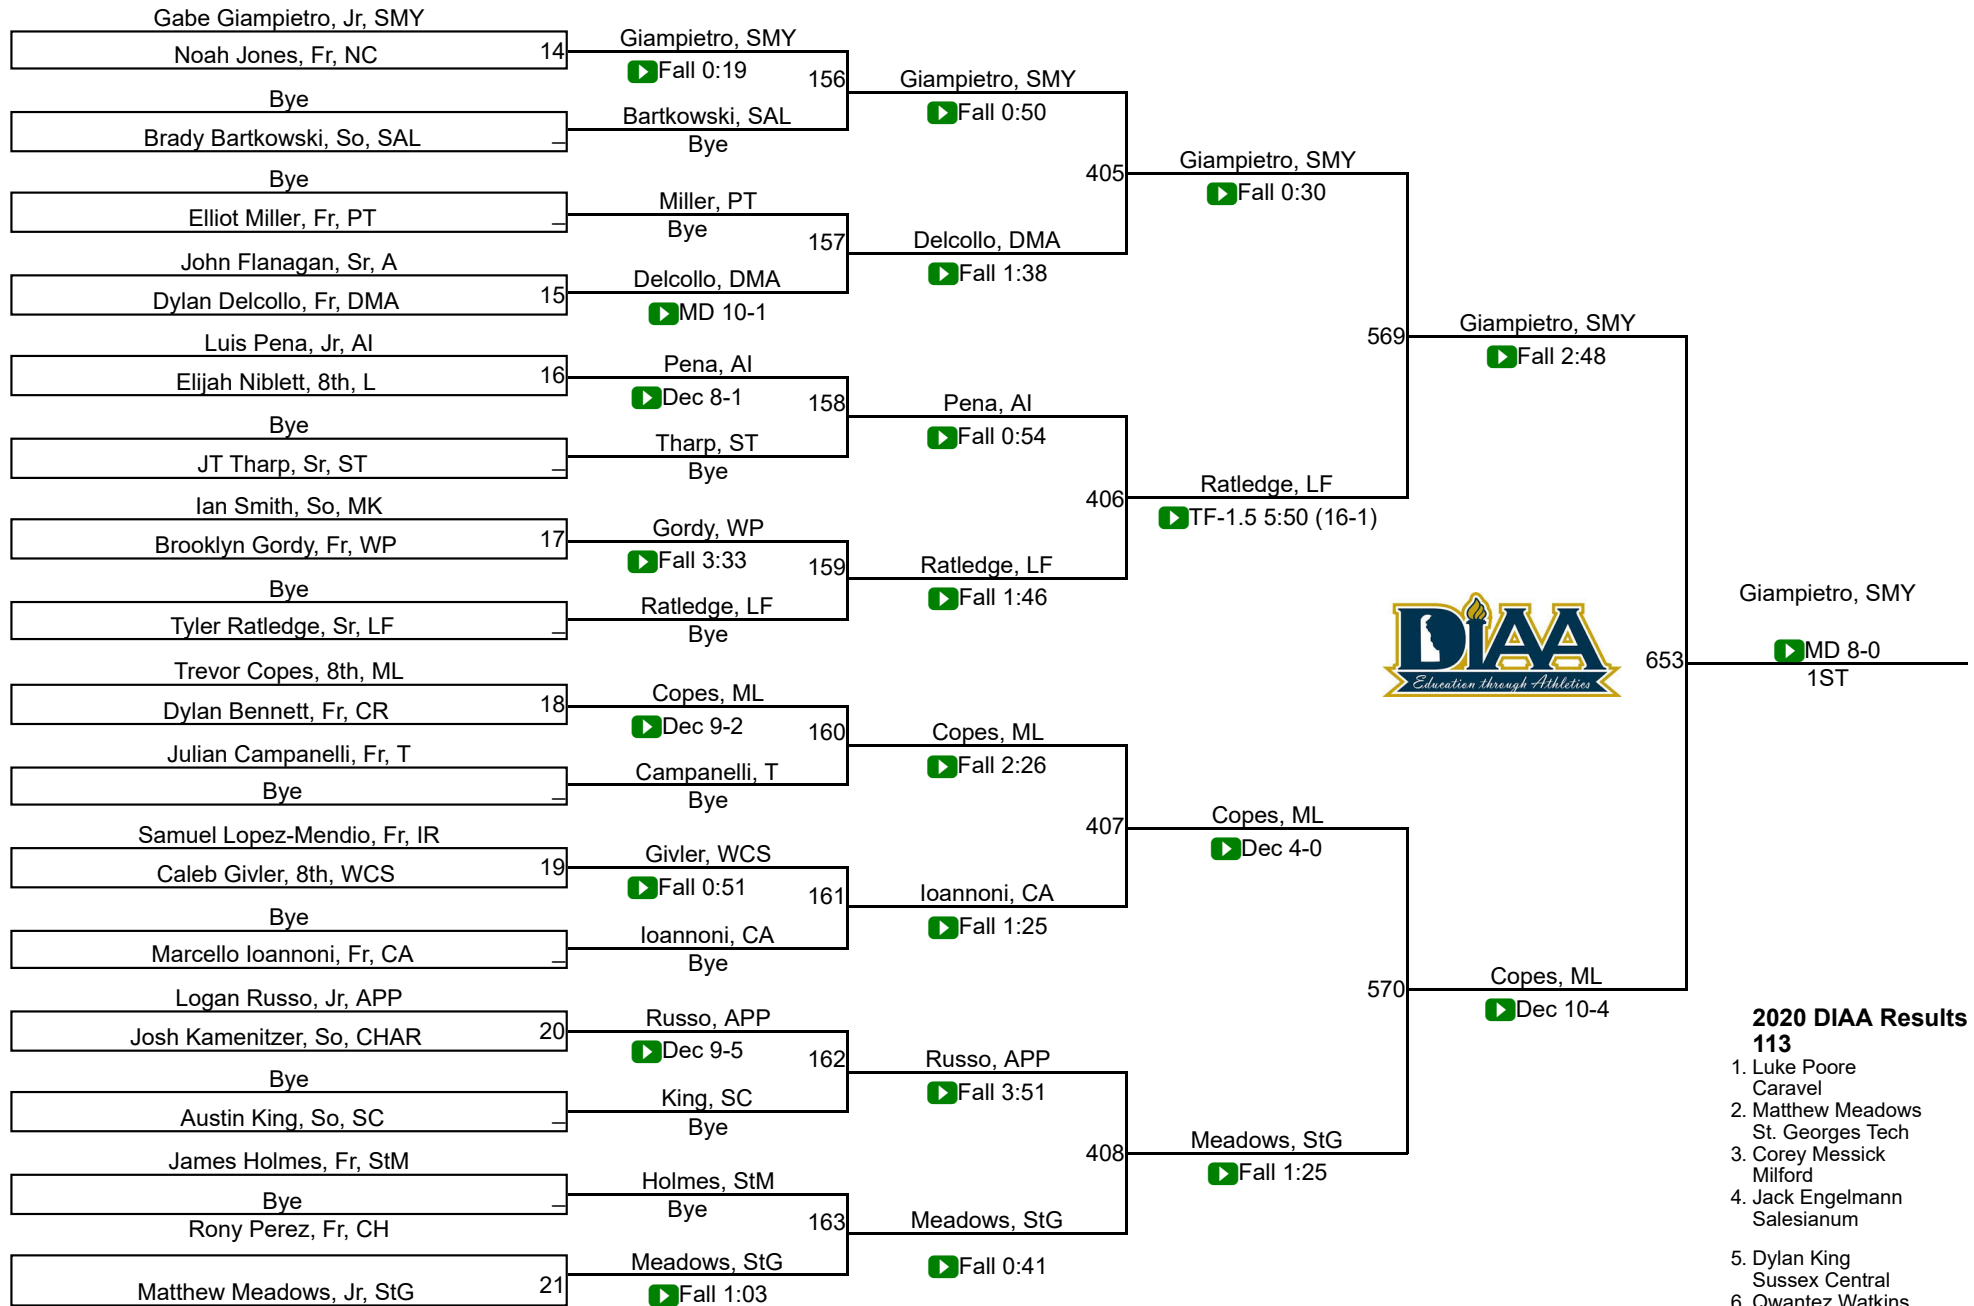 Gabe Giampietro, Jr, SMY
Noah Jones, Fr, NC
14
Bye
Brady Bartkowski, So, SAL
_
Bye
Elliot Miller, Fr, PT
_
John Flanagan, Sr, A
Dylan Delcollo, Fr, DMA
15
Luis Pena, Jr, AI
Elijah Niblett, 8th, L
16
Bye
JT Tharp, Sr, ST
_
Ian Smith, So, MK
Brooklyn Gordy, Fr, WP
17
Bye
Tyler Ratledge, Sr, LF
_
Trevor Copes, 8th, ML
Dylan Bennett, Fr, CR
18
Julian Campanelli, Fr, T
Bye
_
Samuel Lopez-Mendio, Fr, IR
Caleb Givler, 8th, WCS
19
Bye
Marcello Ioannoni, Fr, CA
_
Logan Russo, Jr, APP
Josh Kamenitzer, So, CHAR
20
Bye
Austin King, So, SC
_
James Holmes, Fr, StM
Bye
_
Rony Perez, Fr, CH
Matthew Meadows, Jr, StG
21
Giampietro, SMY
Fall 0:19
156
Bartkowski, SAL
Bye
Miller, PT
Bye
157
Delcollo, DMA
MD 10-1
Pena, AI
Dec 8-1
158
Tharp, ST
Bye
Gordy, WP
Fall 3:33
159
Ratledge, LF
Bye
Copes, ML
Dec 9-2
160
Campanelli, T
Bye
Givler, WCS
Fall 0:51
161
Ioannoni, CA
Bye
Russo, APP
Dec 9-5
162
King, SC
Bye
Holmes, StM
Bye
163
Meadows, StG
Fall 1:03
Giampietro, SMY
Fall 0:50
405
Delcollo, DMA
Fall 1:38
Pena, AI
Fall 0:54
406
Ratledge, LF
Fall 1:46
Copes, ML
Fall 2:26
407
Ioannoni, CA
Fall 1:25
Russo, APP
Fall 3:51
408
Meadows, StG
Fall 0:41
Giampietro, SMY
Fall 0:30
569
Ratledge, LF
TF-1.5 5:50 (16-1)
Copes, ML
Dec 4-0
570
Meadows, StG
Fall 1:25
Giampietro, SMY
Fall 2:48
DIAA
Education through Athletics
653
Copes, ML
Dec 10-4
Giampietro, SMY
MD 8-0
1ST
2020 DIAA Results
113
1. Luke Poore
Caravel
2. Matthew Meadows
St. Georges Tech
3. Corey Messick
Milford
4. Jack Engelmann
Salesianum
5. Dylan King
Sussex Central
6. Qwantez Watkins